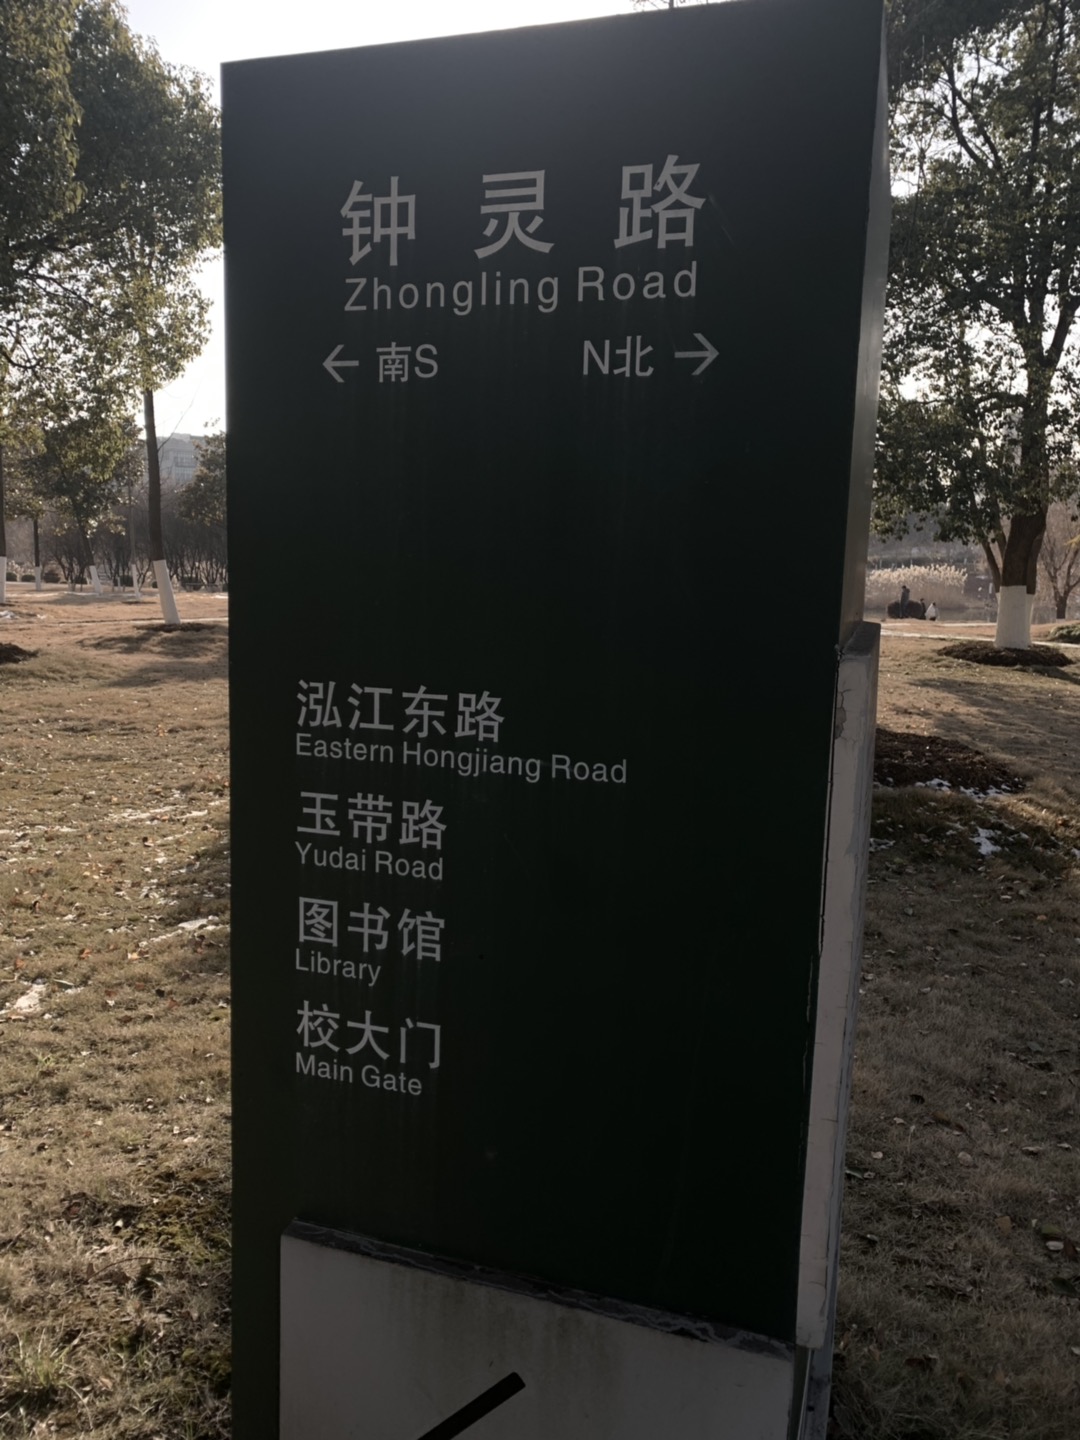 钟灵路
Zhongling Road
← 南S N北 →
泓江东路
Eastern Hongjiang Road
玉带路
Yudai Road
图书馆
Library
校大门
Main Gate